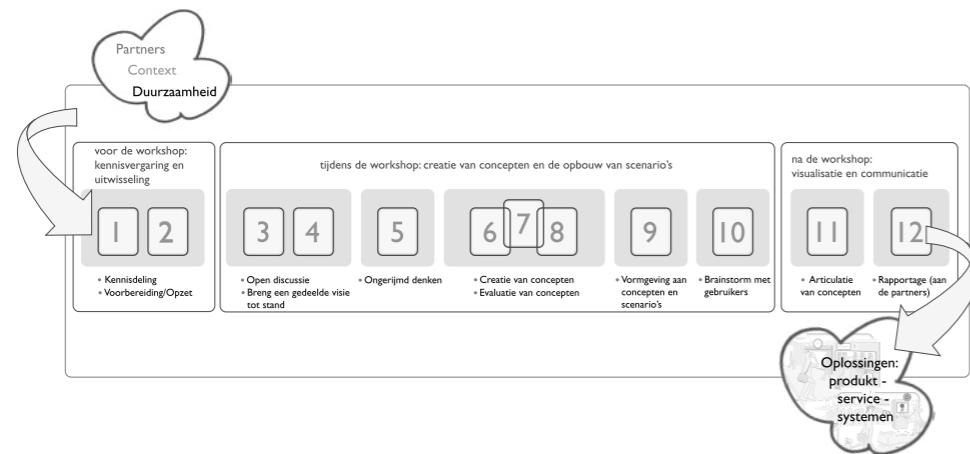 Partners
Context
Duurzaamheid
voor de workshop:
kennisvergaring en
uitwisseling
1
2
• Kennisdeling
• Voorbereiding/Opzet
tijdens de workshop: creatie van concepten en de opbouw van scenario's
3
4
• Open discussie
• Breng een gedeelde visie
tot stand
5
• Ongerijmd denken
6
7
8
• Creatie van concepten
• Evaluatie van concepten
9
• Vormgeving aan
concepten en
scenario's
10
• Brainstorm met
gebruikers
na de workshop:
visualisatie en communicatie
11
• Articulatie
van concepten
12
• Rapportage (aan
de partners)
Oplossingen:
produkt -
service -
systemen